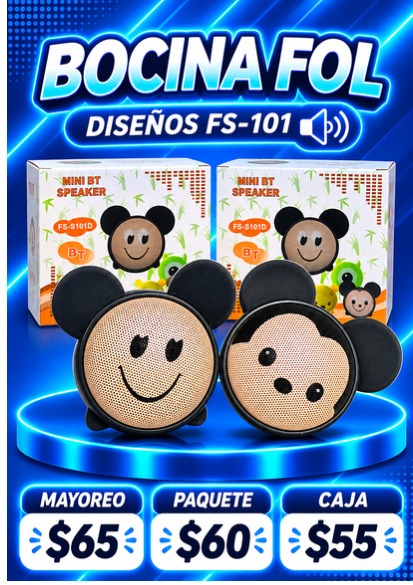 BOCINA FOL
DISEÑOS FS-101
MINI BT
SPEAKER
FS-S101D
BT
MINI BT
SPEAKER
FS-S101D
BT
MAYOREO
$65
PAQUETE
$60
CAJA
$55